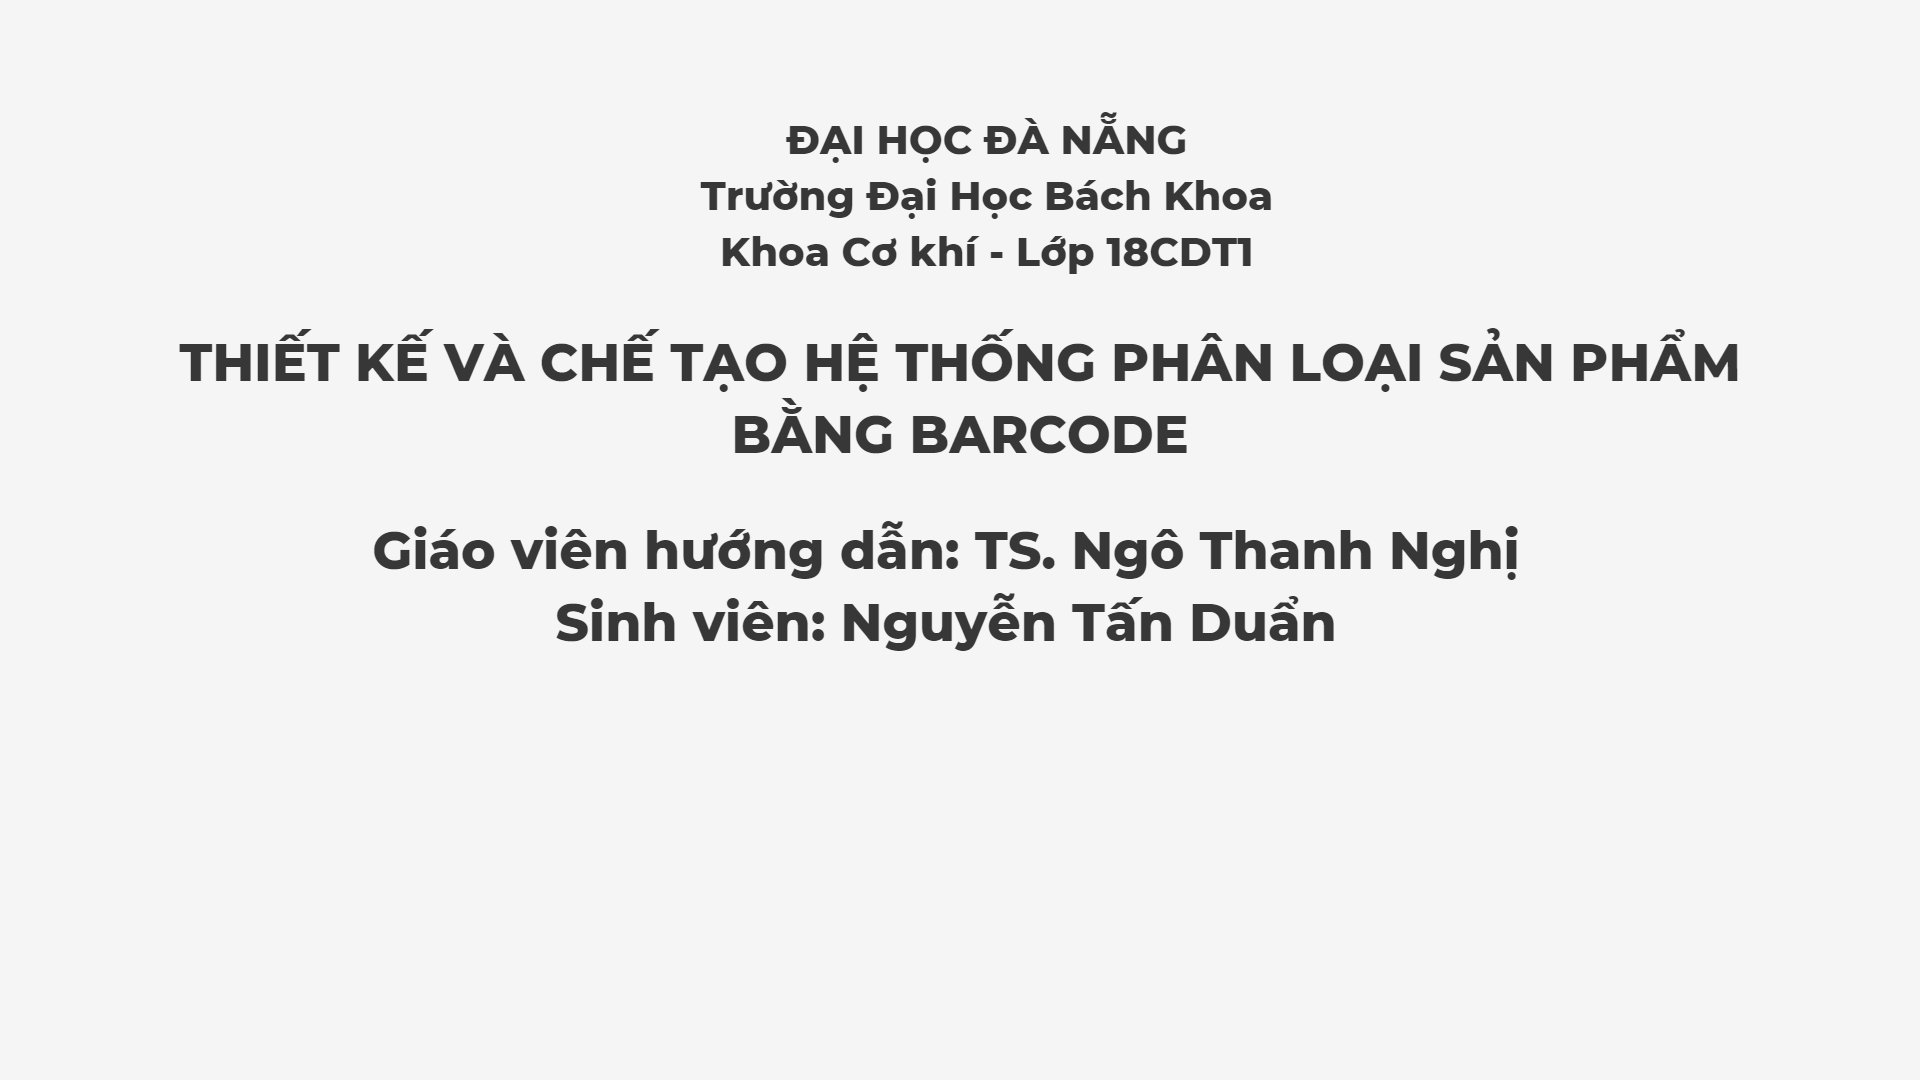 ĐẠI HỌC ĐÀ NẴNG
Trường Đại Học Bách Khoa
Khoa Cơ khí - Lớp 18CDT1
THIẾT KẾ VÀ CHẾ TẠO HỆ THỐNG PHÂN LOẠI SẢN PHẨM
BẰNG BARCODE
Giáo viên hướng dẫn: TS. Ngô Thanh Nghị
Sinh viên: Nguyễn Tấn Duẩn